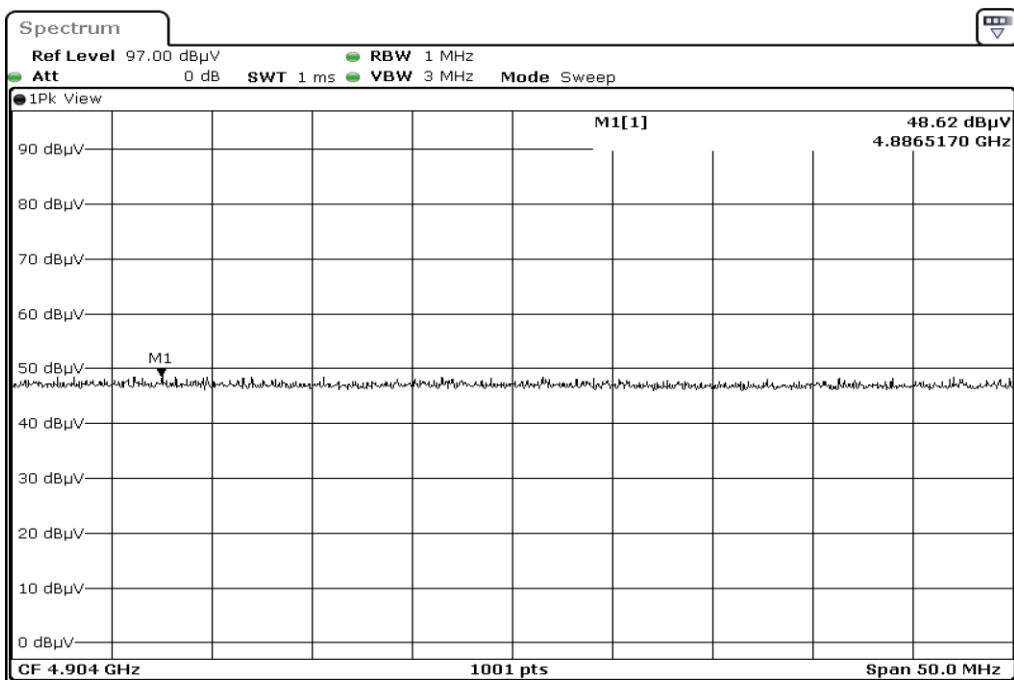 Spectrum
Ref Level 97.00 dBµV RBW 1 MHz
Att 0 dB SWT 1 ms VBW 3 MHz Mode Sweep
1Pk View
M1[1] 48.62 dBµV
4.8865170 GHz
90 dBµV
80 dBµV
70 dBµV
60 dBµV
M1
50 dBµV
40 dBµV
30 dBµV
20 dBµV
10 dBµV
0 dBµV
CF 4.904 GHz 1001 pts Span 50.0 MHz